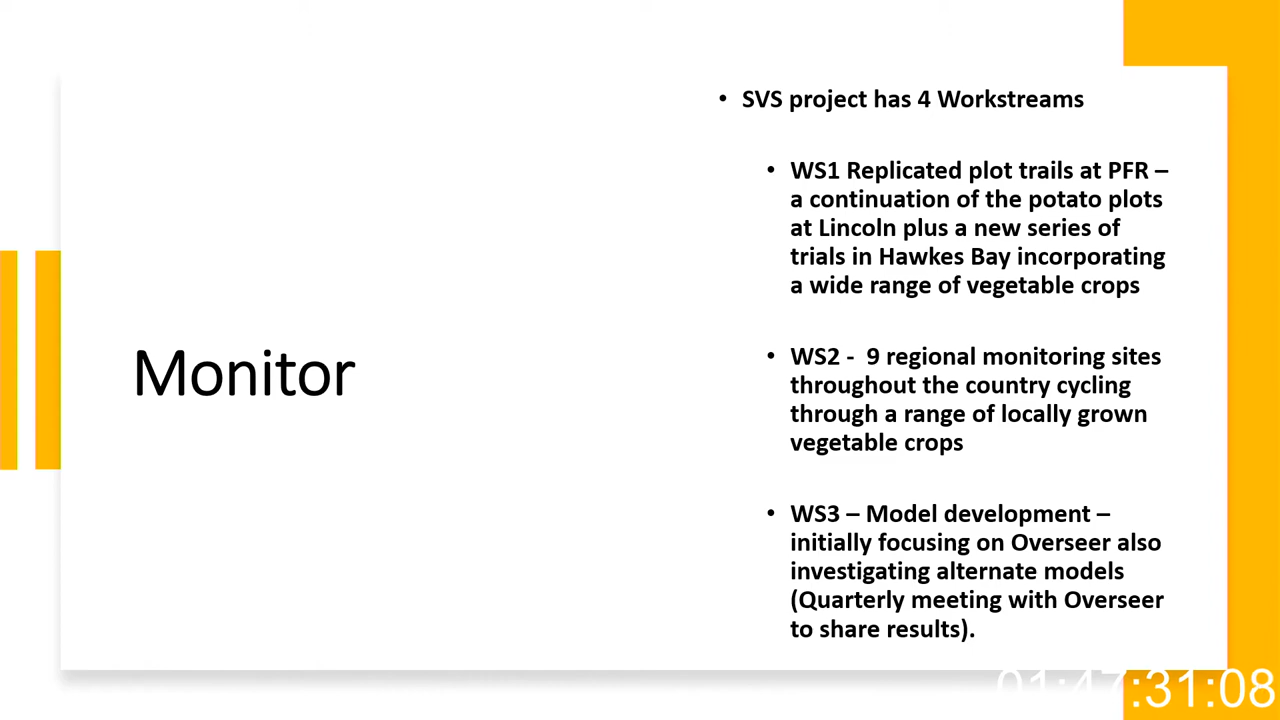 • SVS project has 4 Workstreams
• WS1 Replicated plot trails at PFR –
a continuation of the potato plots
at Lincoln plus a new series of
trials in Hawkes Bay incorporating
a wide range of vegetable crops
• WS2 - 9 regional monitoring sites
throughout the country cycling
through a range of locally grown
vegetable crops
• WS3 – Model development –
initially focusing on Overseer also
investigating alternate models
(Quarterly meeting with Overseer
to share results).
Monitor
01:47:31:08